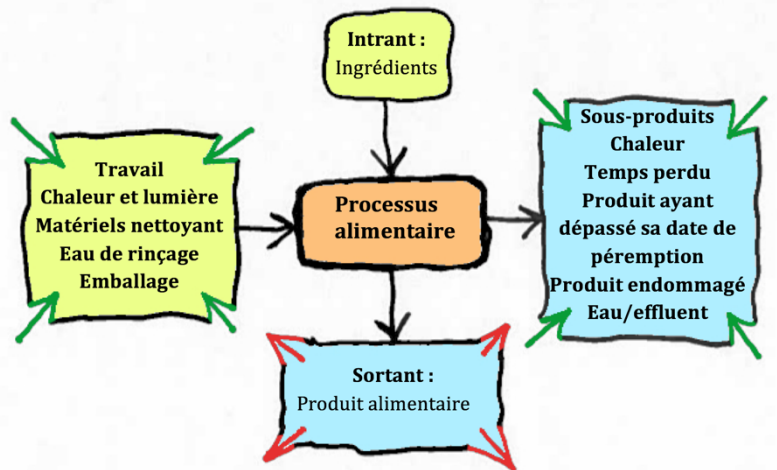 Intrant :
Ingrédients
Travail
Chaleur et lumière
Matériels nettoyant
Eau de rinçage
Emballage
Processus
alimentaire
Sous-produits
Chaleur
Temps perdu
Produit ayant
dépassé sa date de
péremption
Produit endommagé
Eau/effluent
Sortant :
Produit alimentaire